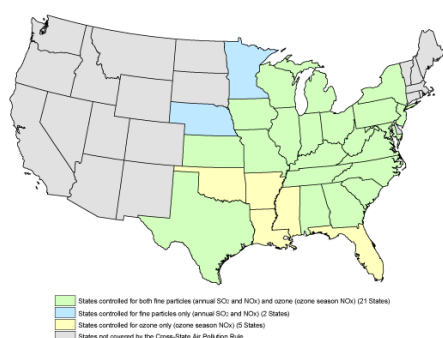 States controlled for both fine particles (annual SO₂ and NOx) and ozone (ozone season NOx) (21 States)
States controlled for fine particles only (annual SO₂ and NOx) (2 States)
States controlled for ozone only (ozone season NOx) (5 States)
States not covered by the Cross-State Air Pollution Rule